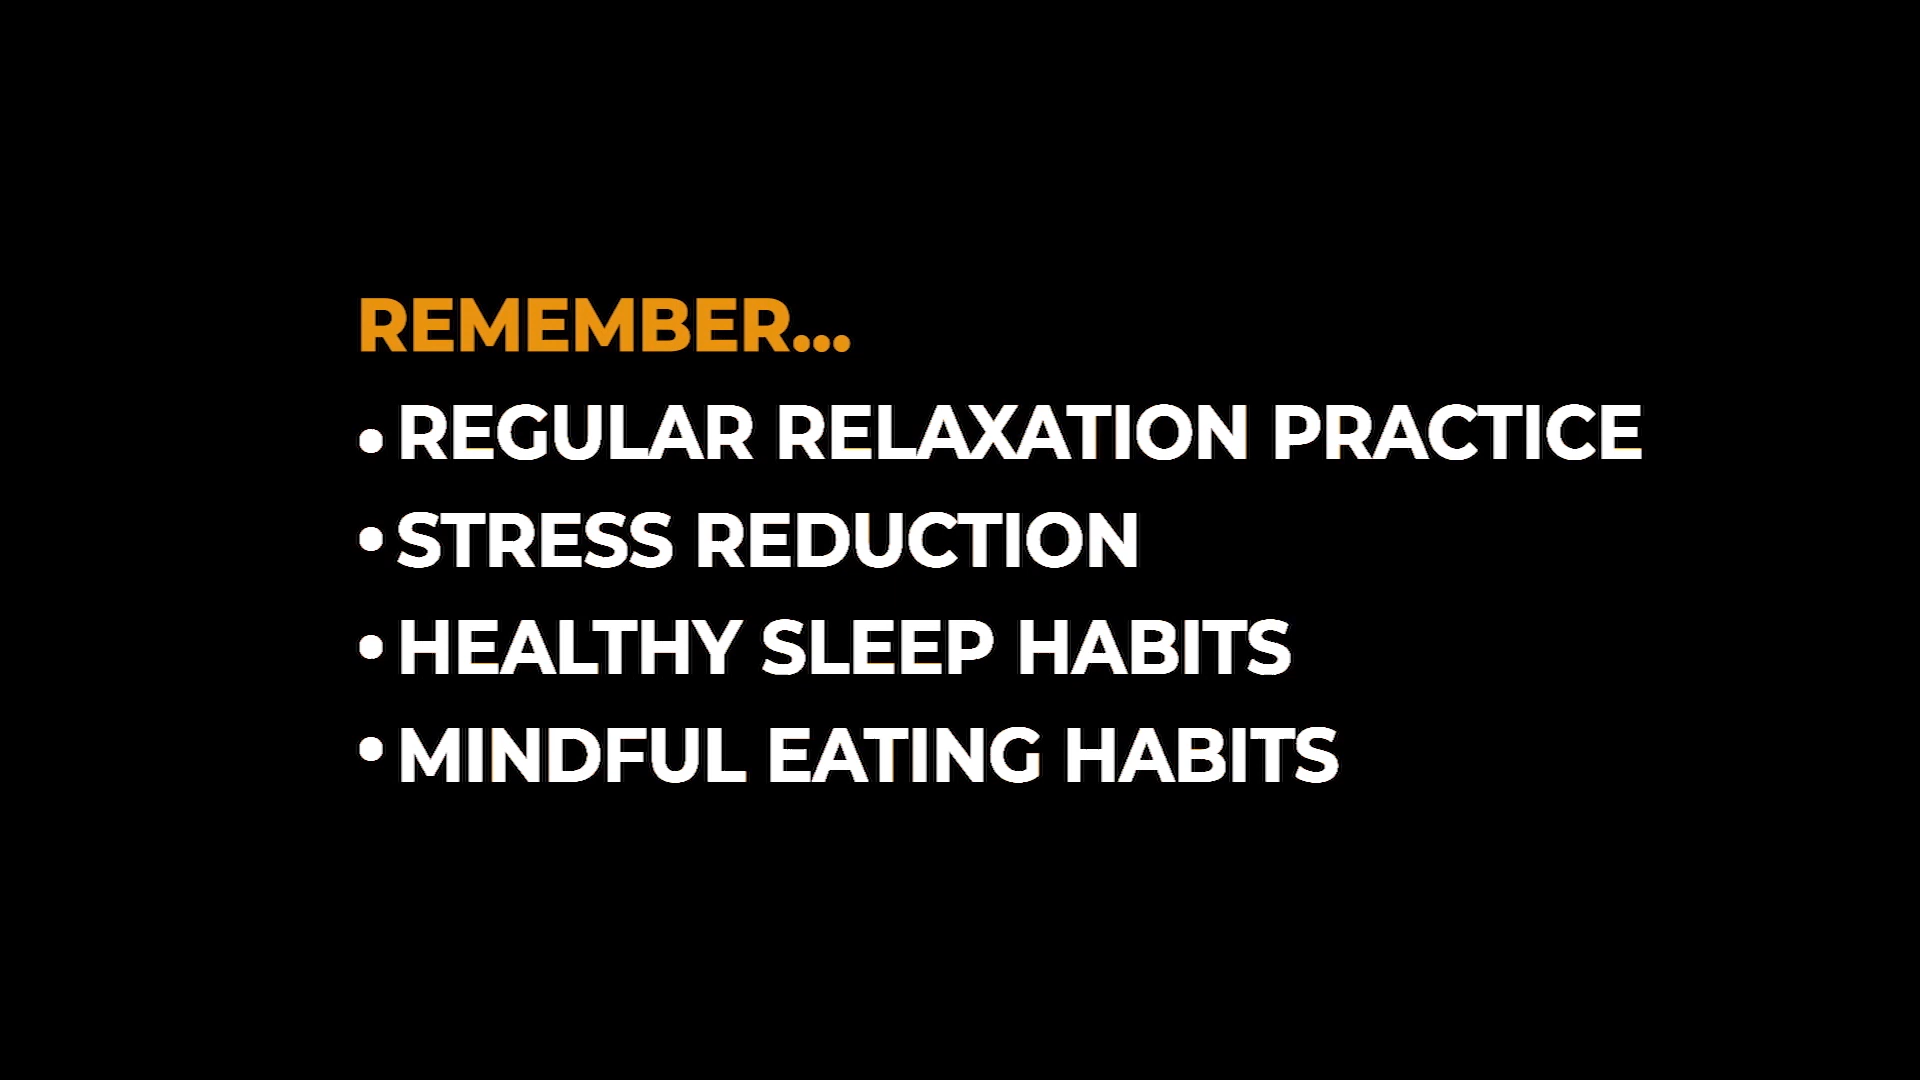 REMEMBER...
• REGULAR RELAXATION PRACTICE
• STRESS REDUCTION
• HEALTHY SLEEP HABITS
• MINDFUL EATING HABITS